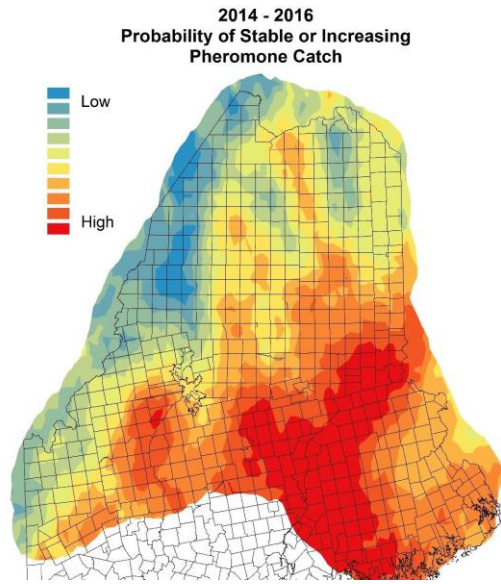 2014 - 2016
Probability of Stable or Increasing
Pheromone Catch
Low
High